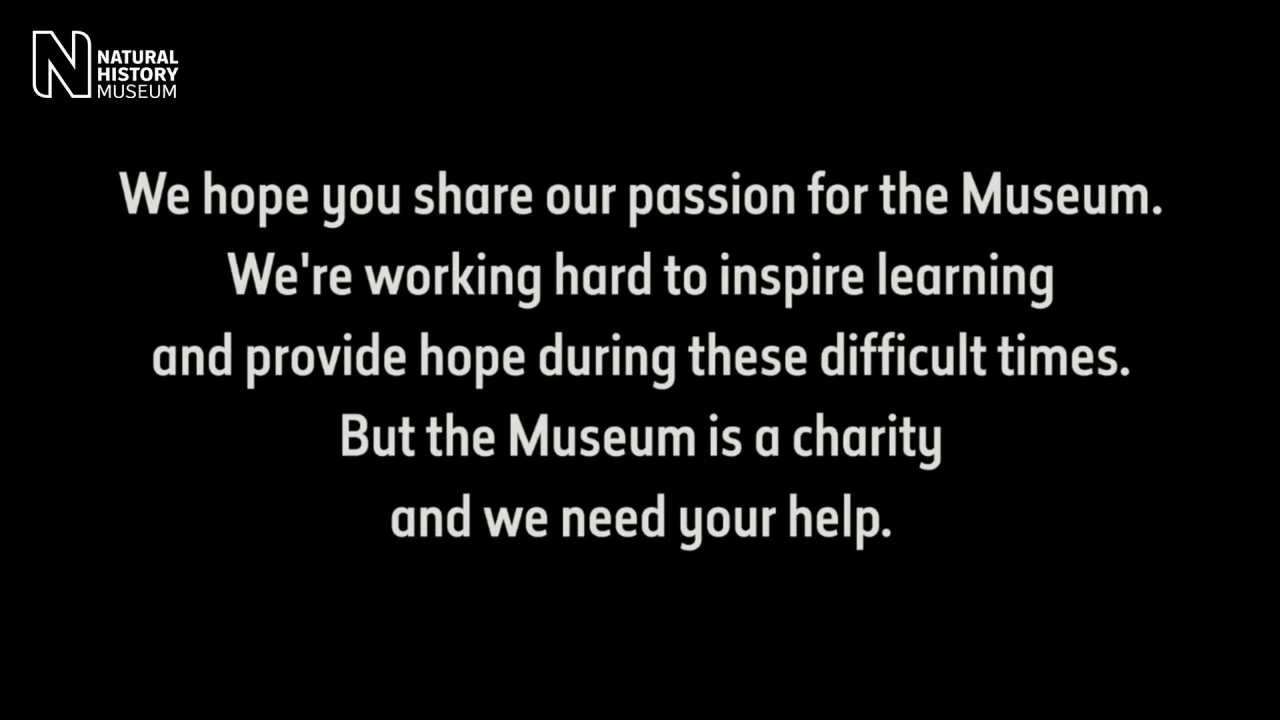 NATURAL
HISTORY
MUSEUM
We hope you share our passion for the Museum.
We're working hard to inspire learning
and provide hope during these difficult times.
But the Museum is a charity
and we need your help.